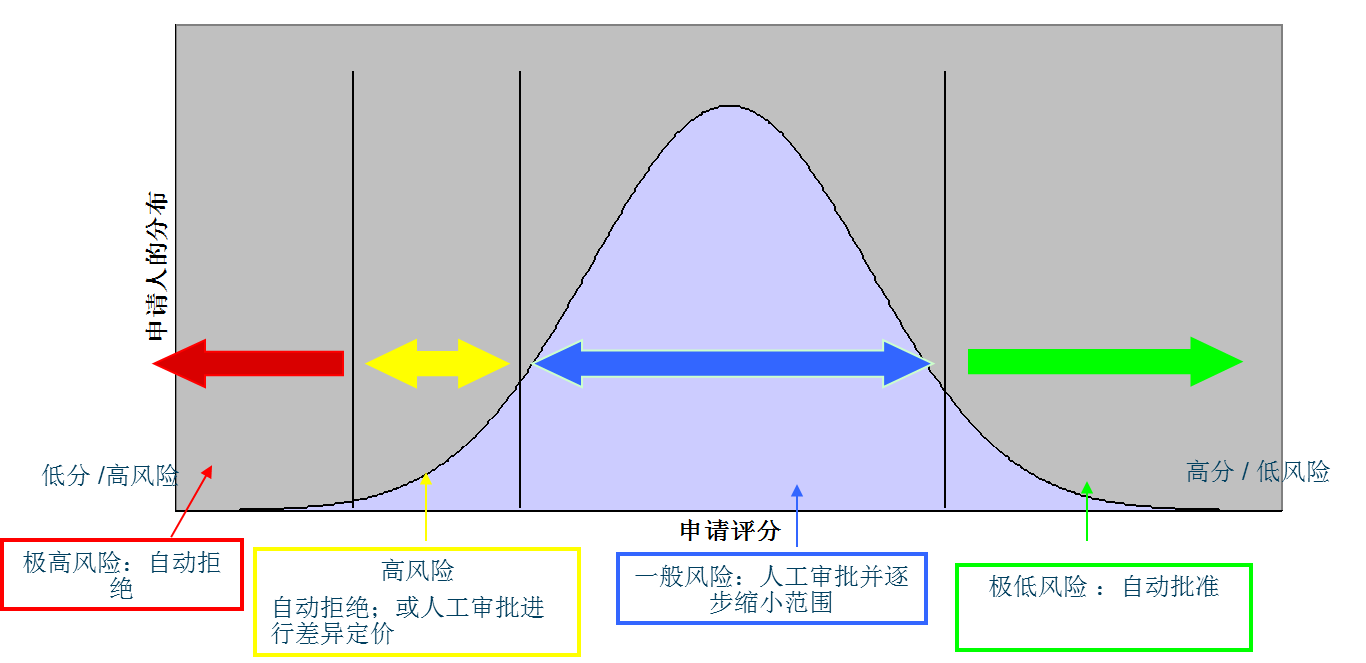 申请人的分布
低分 /高风险
高分 / 低风险
申请评分
极高风险：自动拒
绝
高风险
自动拒绝；或人工审批进
行差异定价
一般风险：人工审批并逐
步缩小范围
极低风险 ：自动批准